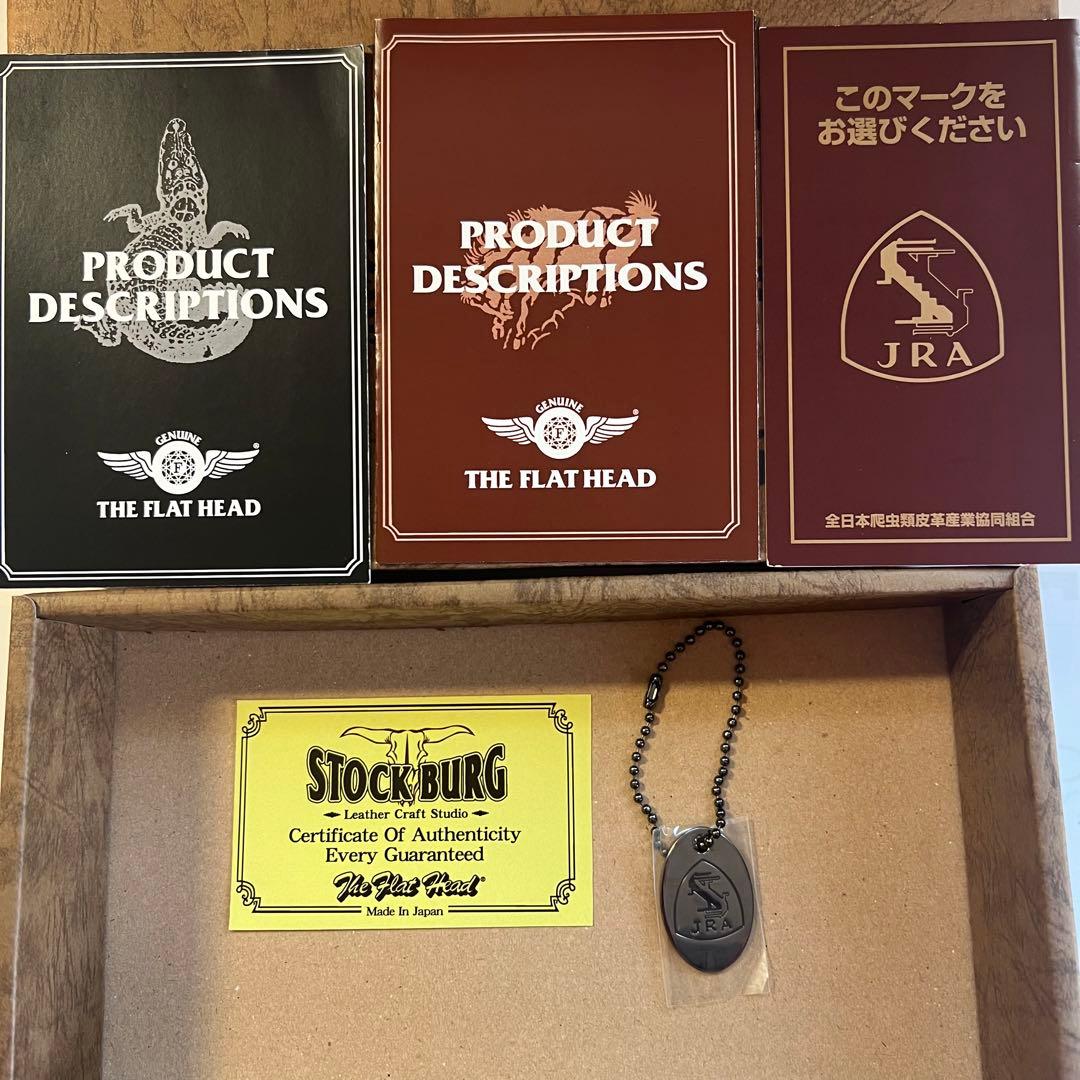 PRODUCT
DESCRIPTIONS
GENUINE
F
®
THE FLAT HEAD
PRODUCT
DESCRIPTIONS
GENUINE
F
®
THE FLAT HEAD
このマークを
お選びください
JRA
全日本爬虫類皮革産業協同組合
STOCK BURG
Leather Craft Studio
Certificate Of Authenticity
Every Guaranteed
The Flat Head®
Made In Japan
JRA